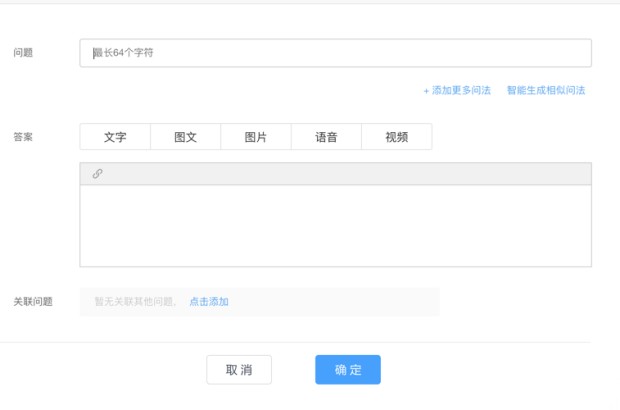 问题 最长64个字符
+ 添加更多问法 智能生成相似问法
答案 文字 图文 图片 语音 视频
关联问题 暂无关联其他问题。 点击添加
取消 确定